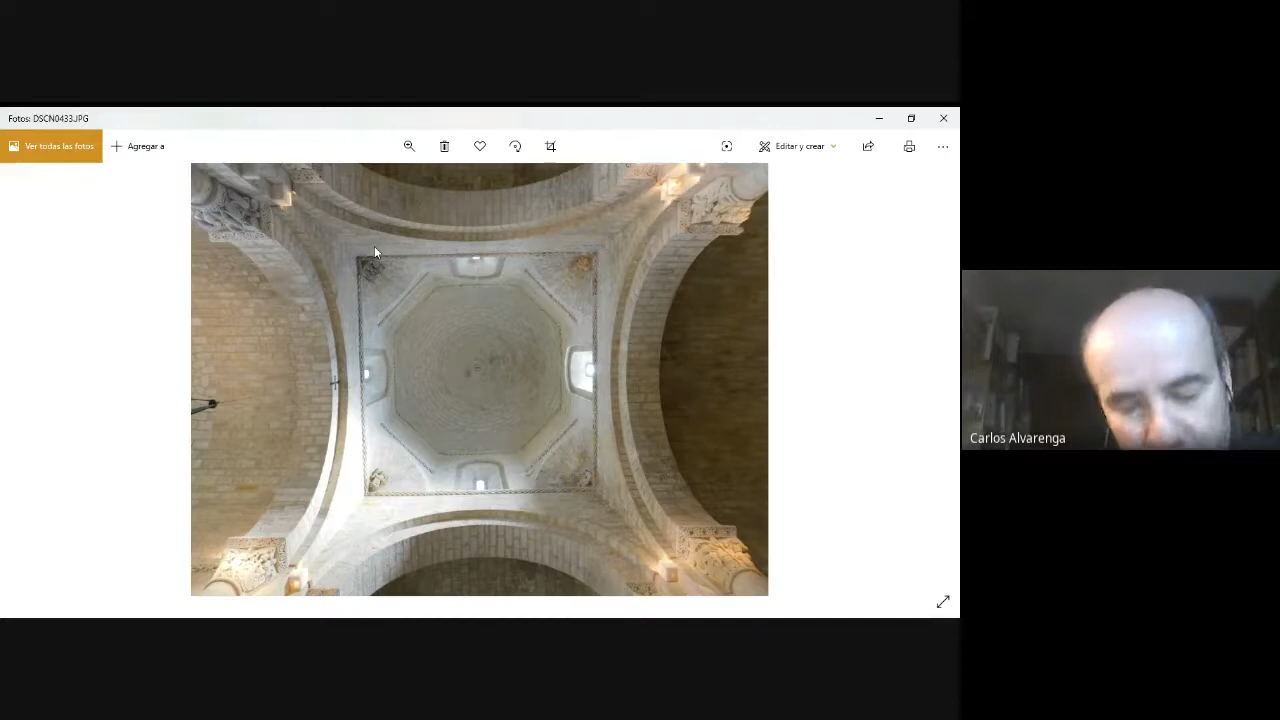 Fotos: DSCN0433.JPG
Ver todas las fotos
Agregar a
Editar y crear
Carlos Alvarenga